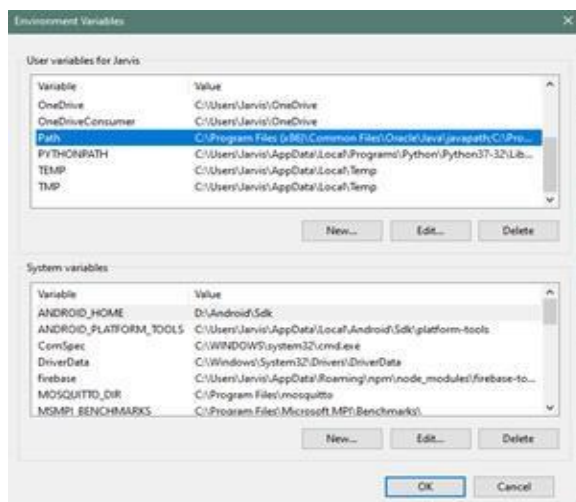 Environment Variables
User variables for Jarvis
Variable Value
OneDrive C:\Users\Jarvis\OneDrive
OneDriveConsumer C:\Users\Jarvis\OneDrive
Path C:\Program Files (x86)\Common Files\Oracle\Java\javapath;C:\Pro...
PYTHONPATH C:\Users\Jarvis\AppData\Local\Programs\Python\Python37-32\Lib...
TEMP C:\Users\Jarvis\AppData\Local\Temp
TMP C:\Users\Jarvis\AppData\Local\Temp
New... Edit... Delete
System variables
Variable Value
ANDROID_HOME D:\Android\Sdk
ANDROID_PLATFORM_TOOLS C:\Users\Jarvis\AppData\Local\Android\Sdk\platform-tools
ComSpec C:\WINDOWS\system32\cmd.exe
DriverData C:\Windows\System32\Drivers\DriverData
firebase C:\Users\Jarvis\AppData\Roaming\npm\node_modules\firebase-to...
MOSQUITTO_DIR C:\Program Files\mosquitto
MSMPI_BENCHMARKS C:\Program Files\Microsoft MPI\Benchmarks\
New... Edit... Delete
OK Cancel